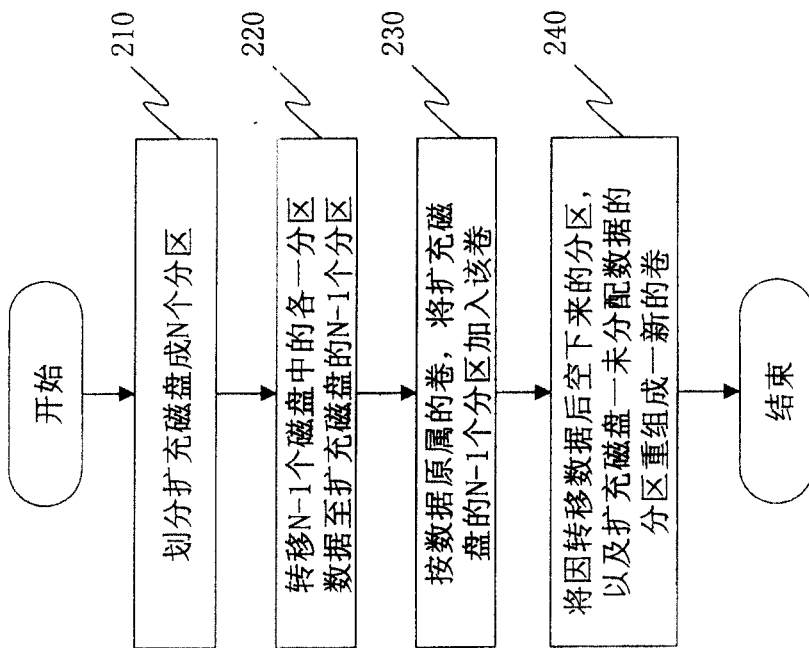 开始
210
划分扩充磁盘成N个分区
220
转移N-1个磁盘中的各一分区
数据至扩充磁盘的N-1个分区
230
按数据原属的卷，将扩充磁
盘的N-1个分区加入该卷
240
将因转移数据后空下来的分区，
以及扩充磁盘一未分配数据的
分区重组成一新的卷
结束